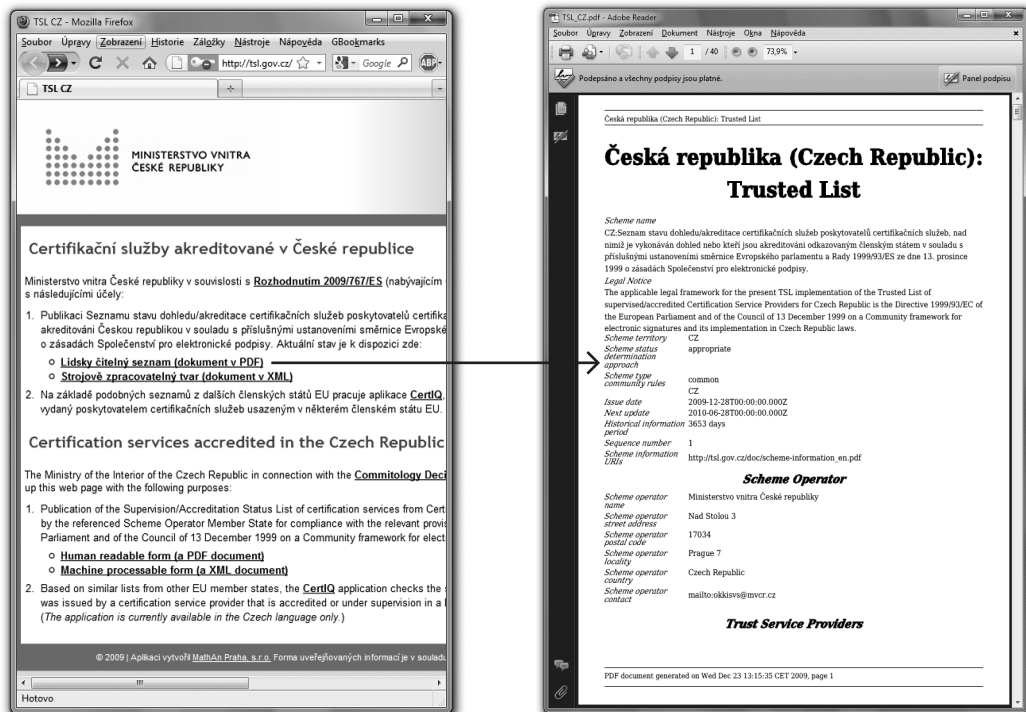 TSL CZ - Mozilla Firefox
Soubor Úpravy Zobrazení Historie Záložky Nástroje Nápověda GBookmarks
http://tsl.gov.cz/ Google ABP
TSL CZ
MINISTERSTVO VNITRA
ČESKÉ REPUBLIKY
Certifikační služby akreditované v České republice
Ministerstvo vnitra České republiky v souvislosti s Rozhodnutím 2009/767/ES (nabývajícím
s následujícími účely:
1. Publikaci Seznamu stavu dohledu/akreditace certifikačních služeb poskytovatelů certifika
akreditováni Českou republikou v souladu s příslušnými ustanoveními směrnice Evropské
o zásadách Společenství pro elektronické podpisy. Aktuální stav je k dispozici zde:
Lidsky čitelný seznam (dokument v PDF)
Strojově zpracovatelný tvar (dokument v XML)
2. Na základě podobných seznamů z dalších členských států EU pracuje aplikace CertIQ,
vydaný poskytovatelem certifikačních služeb usazeným v některém členském státu EU.
Certification services accredited in the Czech Republic
The Ministry of the Interior of the Czech Republic in connection with the Commitology Deci
up this web page with the following purposes:
1. Publication of the Supervision/Accreditation Status List of certification services from Cert
by the referenced Scheme Operator Member State for compliance with the relevant provis
Parliament and of the Council of 13 December 1999 on a Community framework for elect
Human readable form (a PDF document)
Machine processable form (a XML document)
2. Based on similar lists from other EU member states, the CertIQ application checks the
was issued by a certification service provider that is accredited or under supervision in a
(The application is currently available in the Czech language only.)
© 2009 | Aplikaci vytvořil MathAn Praha, s.r.o. Forma uveřejňovaných informací je v souladu
Hotovo
TSL_CZ.pdf - Adobe Reader
Soubor Úpravy Zobrazení Dokument Nástroje Okna Nápověda
1 / 40 73,9%
Podepsáno a všechny podpisy jsou platné. Panel podpisu
Česká republika (Czech Republic): Trusted List
Česká republika (Czech Republic):
Trusted List
Scheme name
CZ:Seznam stavu dohledu/akreditace certifikačních služeb poskytovatelů certifikačních služeb, nad
nimiž je vykonáván dohled nebo kteří jsou akreditováni odkazovaným členským státem v souladu s
příslušnými ustanoveními směrnice Evropského parlamentu a Rady 1999/93/ES ze dne 13. prosince
1999 o zásadách Společenství pro elektronické podpisy.
Legal Notice
The applicable legal framework for the present TSL implementation of the Trusted List of
supervised/accredited Certification Service Providers for Czech Republic is the Directive 1999/93/EC of
the European Parliament and of the Council of 13 December 1999 on a Community framework for
electronic signatures and its implementation in Czech Republic laws.
Scheme territory CZ
Scheme status appropriate
determination
approach
Scheme type
community rules common
CZ
Issue date 2009-12-28T00:00:00.000Z
Next update 2010-06-28T00:00:00.000Z
Historical information 3653 days
period
Sequence number 1
Scheme information http://tsl.gov.cz/doc/scheme-information_en.pdf
URIs
Scheme Operator
Scheme operator Ministerstvo vnitra České republiky
name
Scheme operator Nad Stolou 3
street address
Scheme operator 17034
postal code
Scheme operator Prague 7
locality
Scheme operator Czech Republic
country
Scheme operator mailto:okkisvs@mvcr.cz
contact
Trust Service Providers
PDF document generated on Wed Dec 23 13:15:35 CET 2009, page 1